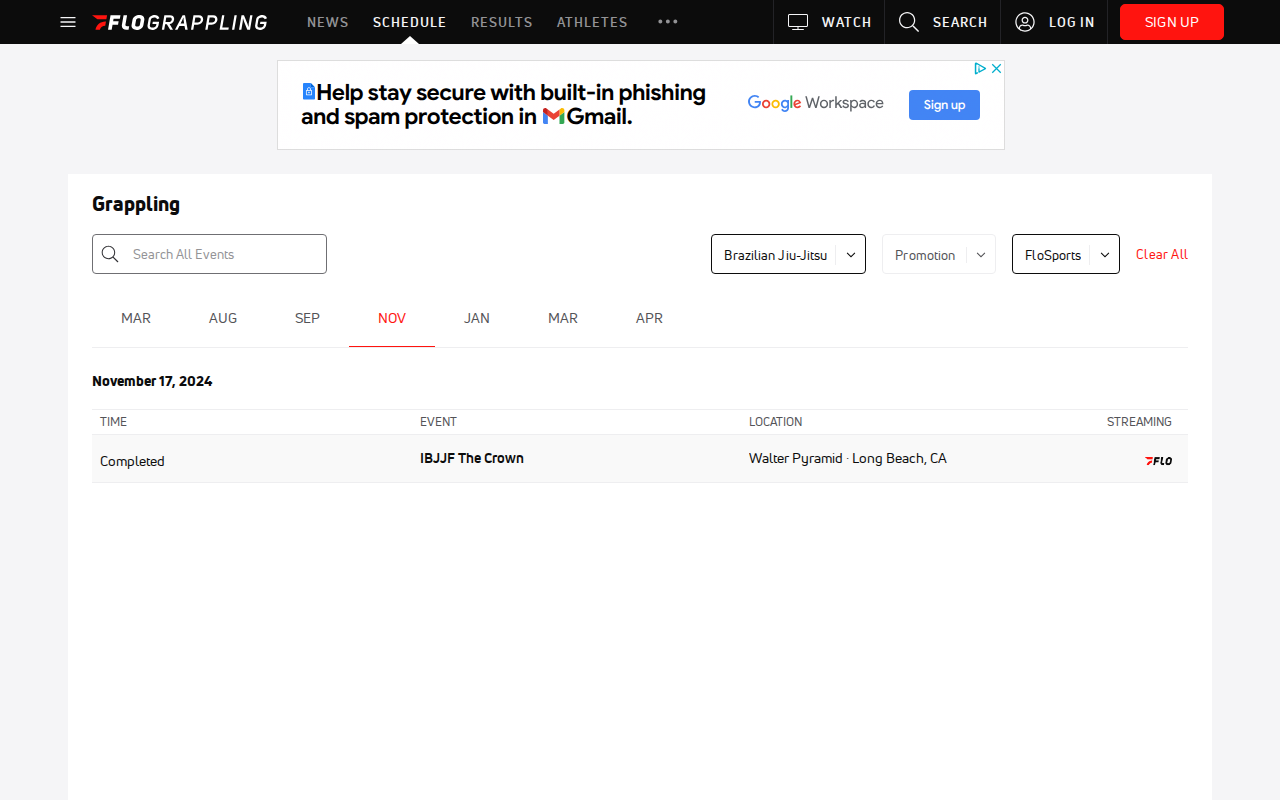 FLOGRAPPLING NEWS SCHEDULE RESULTS ATHLETES WATCH SEARCH LOG IN SIGN UP
Help stay secure with built-in phishing
and spam protection in Gmail.
Google Workspace
Sign up
Grappling
Search All Events
Brazilian Jiu-Jitsu
Promotion
FloSports
Clear All
MAR AUG SEP NOV JAN MAR APR
November 17, 2024
TIME EVENT LOCATION STREAMING
Completed IBJJF The Crown Walter Pyramid · Long Beach, CA FLO